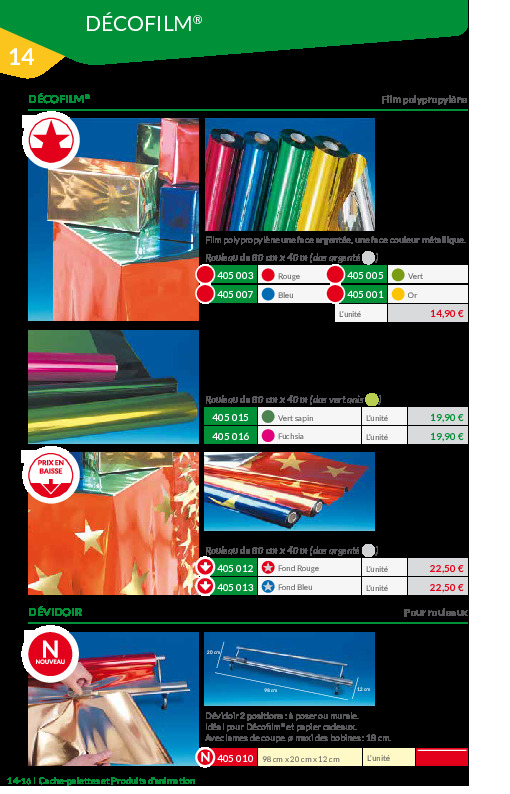 DÉCOFILM®
14
DÉCOFILM® Film polypropylène
Film polypropylène une face argentée, une face couleur métallique.
Rouleau de 80 cm x 40 m (dos argenté )
405 003 Rouge 405 005 Vert
405 007 Bleu 405 001 Or
L'unité 14,90 €
Rouleau de 80 cm x 40 m (dos vert anis )
405 015 Vert sapin L'unité 19,90 €
405 016 Fuchsia L'unité 19,90 €
PRIX EN
BAISSE
Rouleau de 80 cm x 40 m (dos argenté )
405 012 Fond Rouge L'unité 22,50 €
405 013 Fond Bleu L'unité 22,50 €
DÉVIDOIR Pour rouleaux
N
NOUVEAU
20 cm
98 cm
12 cm
Dévidoir 2 positions : à poser ou murale.
Idéal pour Décofilm® et papier cadeaux.
Avec lames de coupe, ø maxi des bobines : 18 cm.
N 405 010 98 cm x 20 cm x 12 cm L'unité
14-16 | Cache-palettes et Produits d'animation